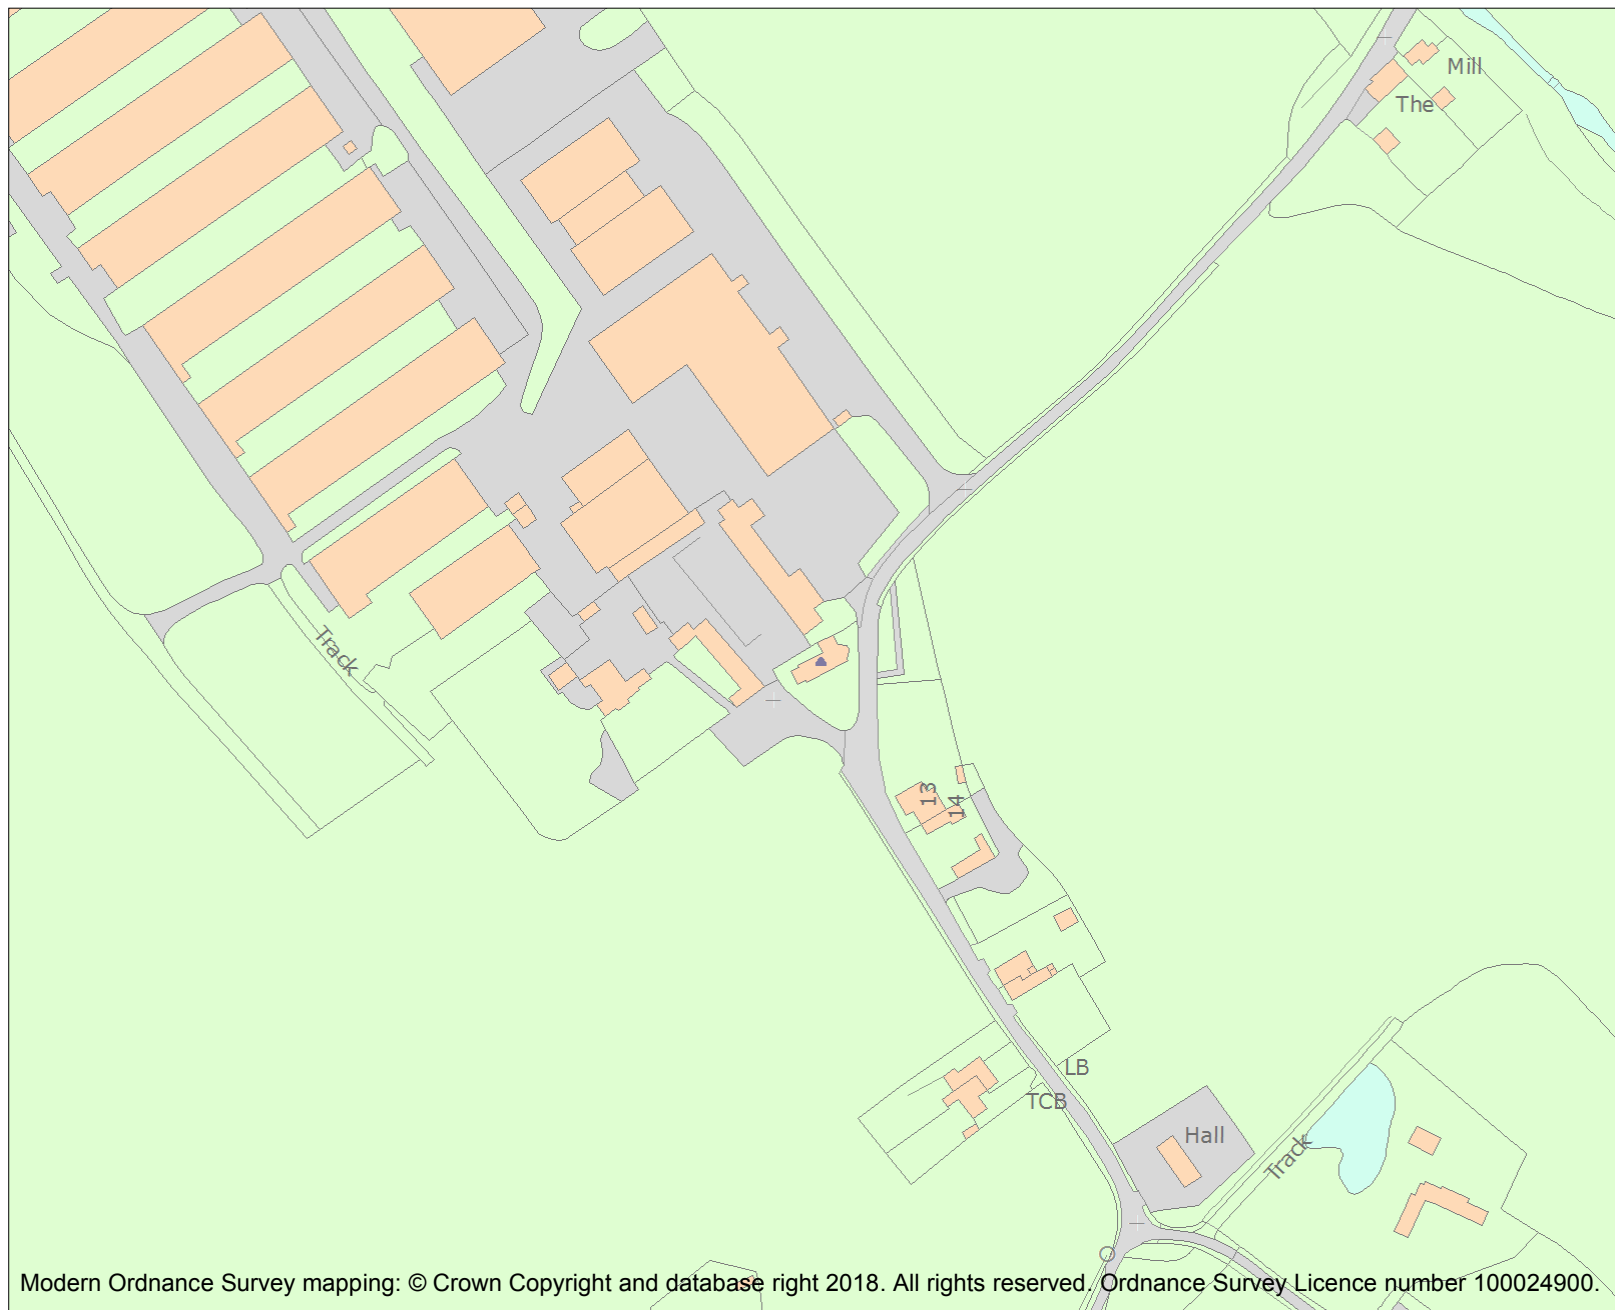 Mill
The
Track
13
14
LB
TCB
Hall
Track
Modern Ordnance Survey mapping: © Crown Copyright and database right 2018. All rights reserved. Ordnance Survey Licence number 100024900.